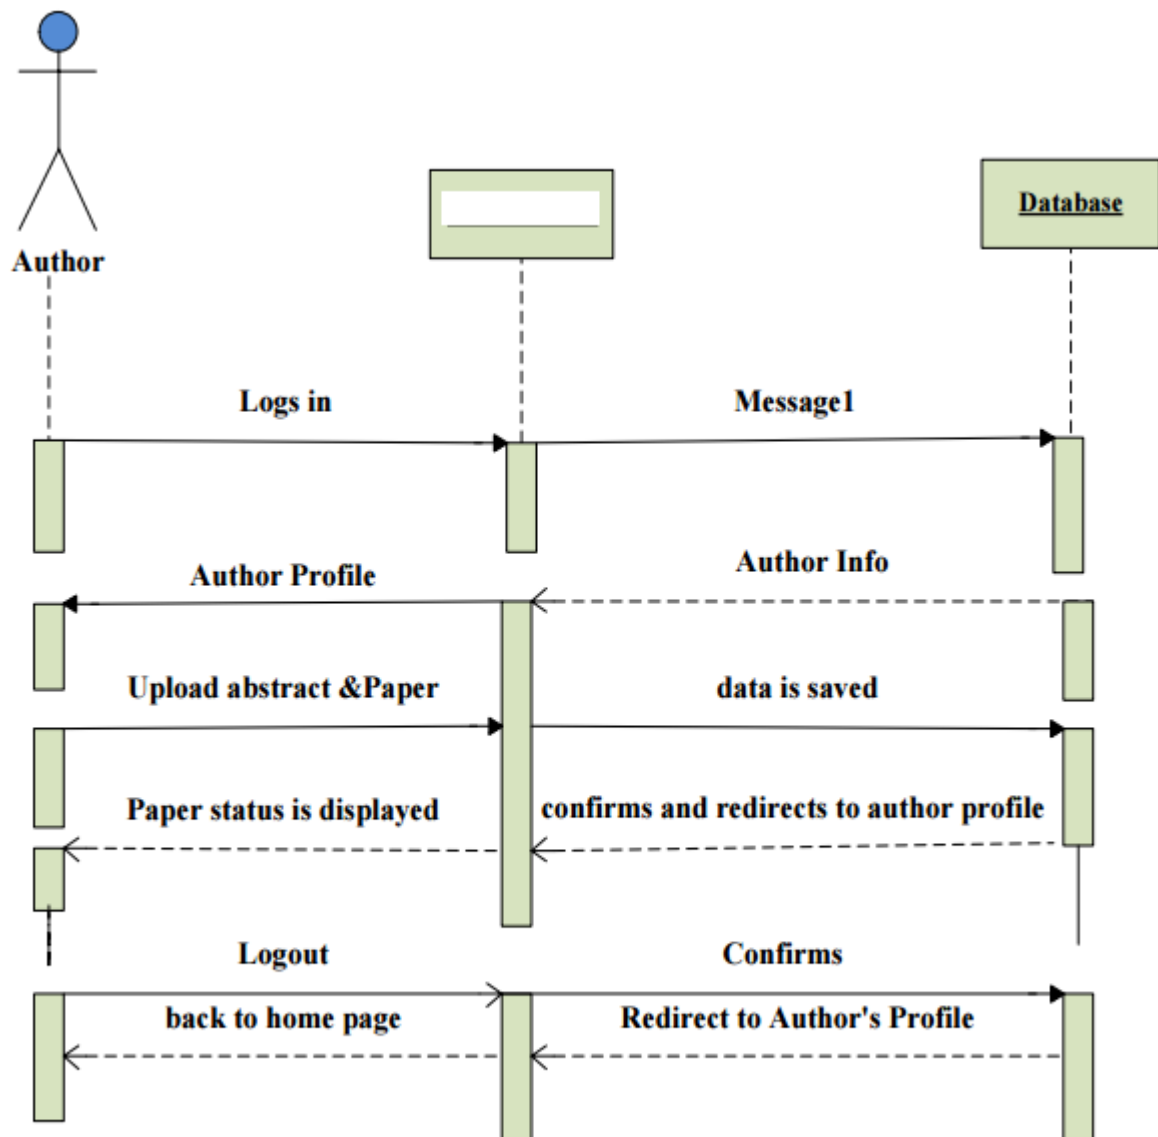 Database
Author
Logs in
Message1
Author Info
Author Profile
Upload abstract &Paper
data is saved
Paper status is displayed
confirms and redirects to author profile
Logout
Confirms
back to home page
Redirect to Author's Profile